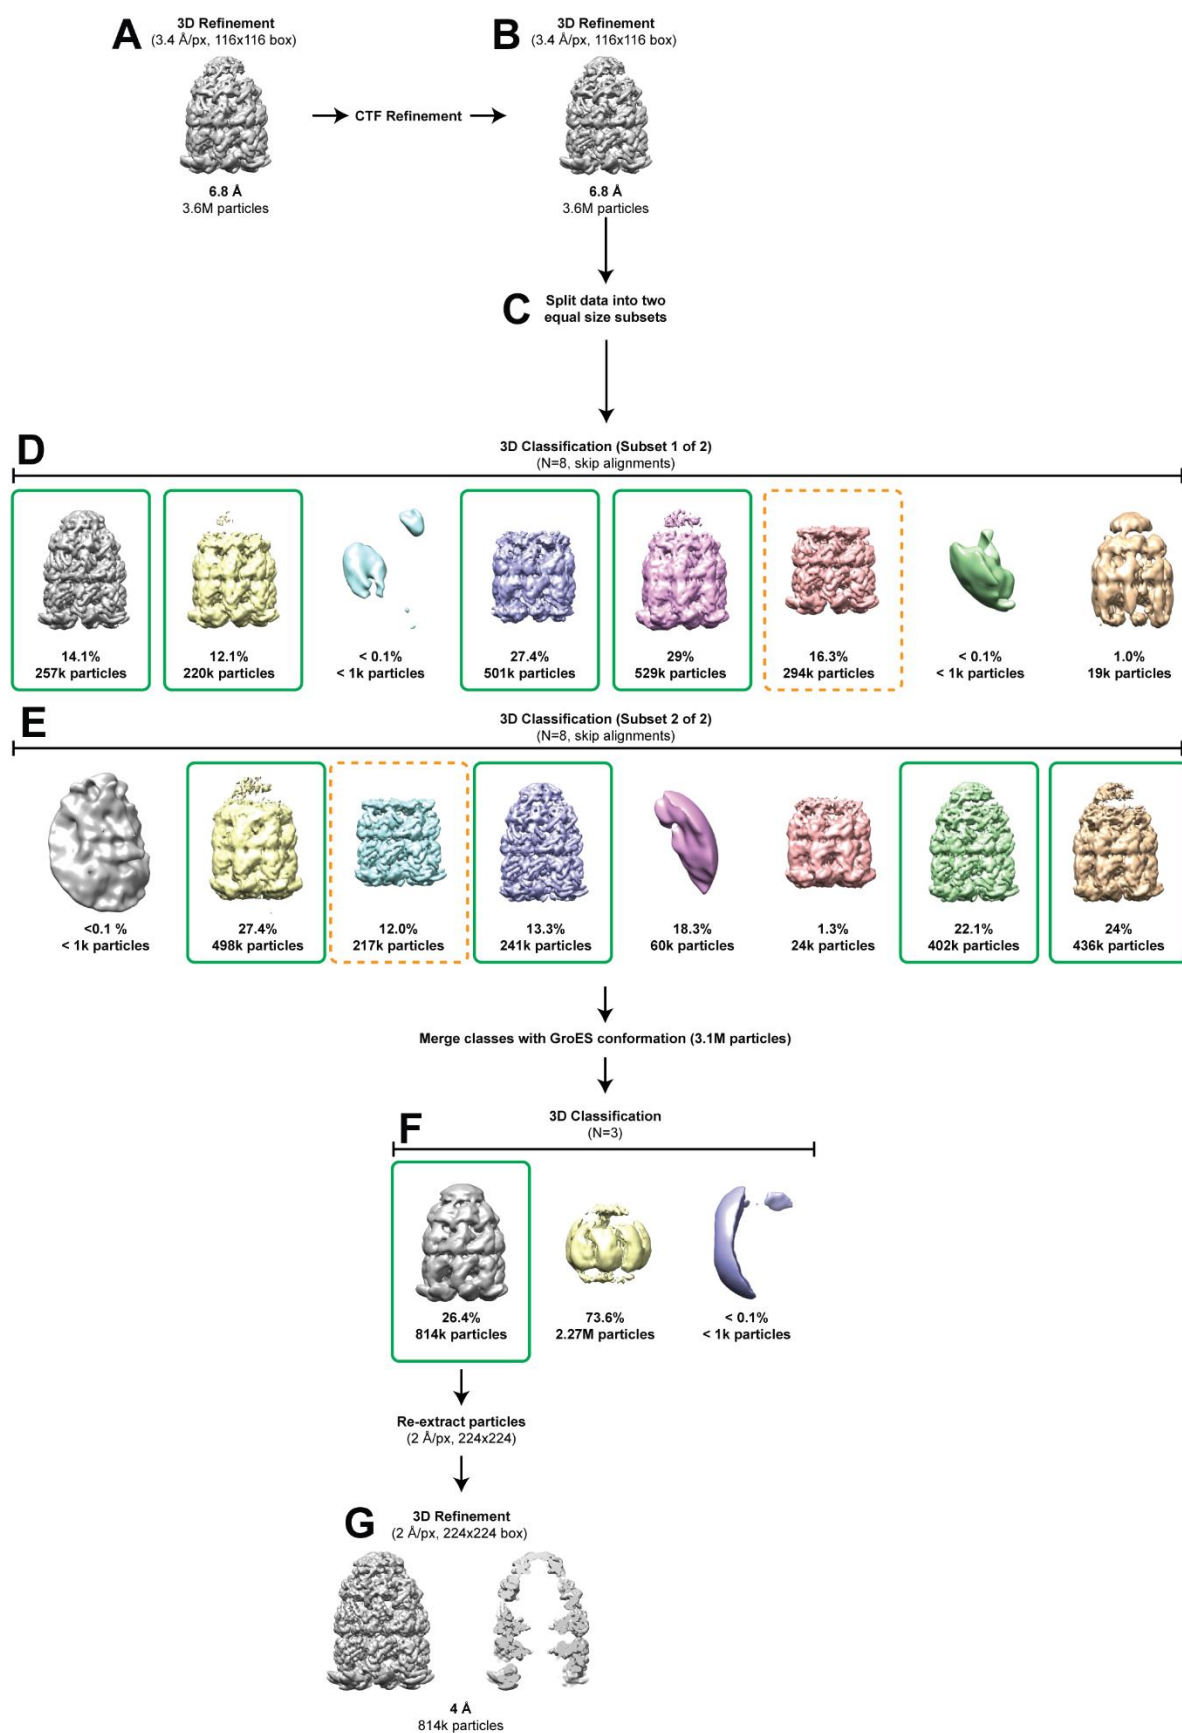 A
3D Refinement
(3.4 Å/px, 116x116 box)
B
3D Refinement
(3.4 Å/px, 116x116 box)
CTF Refinement
6.8 Å
3.6M particles
6.8 Å
3.6M particles
C
Split data into two
equal size subsets
D
3D Classification (Subset 1 of 2)
(N=8, skip alignments)
14.1%
257k particles
12.1%
220k particles
< 0.1%
< 1k particles
27.4%
501k particles
29%
529k particles
16.3%
294k particles
< 0.1%
< 1k particles
1.0%
19k particles
E
3D Classification (Subset 2 of 2)
(N=8, skip alignments)
<0.1 %
< 1k particles
27.4%
498k particles
12.0%
217k particles
13.3%
241k particles
18.3%
60k particles
1.3%
24k particles
22.1%
402k particles
24%
436k particles
Merge classes with GroES conformation (3.1M particles)
F
3D Classification
(N=3)
26.4%
814k particles
73.6%
2.27M particles
< 0.1%
< 1k particles
Re-extract particles
(2 Å/px, 224x224)
G
3D Refinement
(2 Å/px, 224x224 box)
4 Å
814k particles